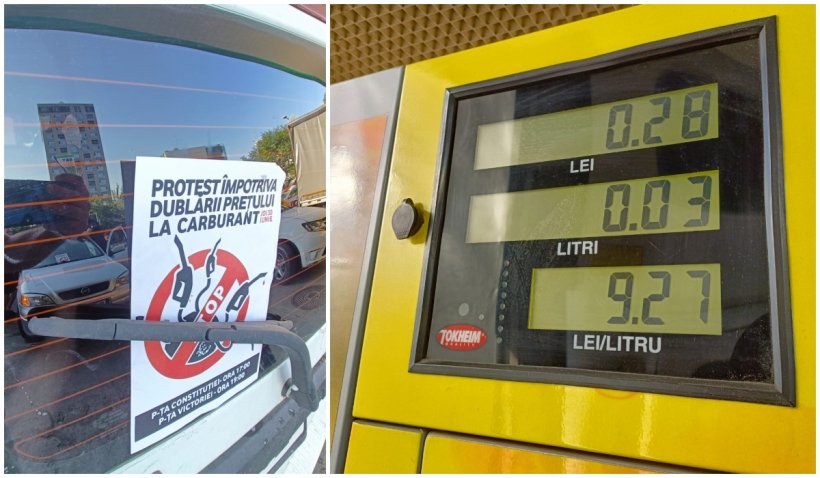 PROTEST ÎMPOTRIVA
DUBLĂRII PREȚULUI
LA CARBURANT
STOP
P-ȚA CONSTITUȚIEI - ORA 17:00
P-ȚA VICTORIEI - ORA 19:00
0.28
LEI
0.03
LITRI
9.27
LEI/LITRU
TOKHEIM